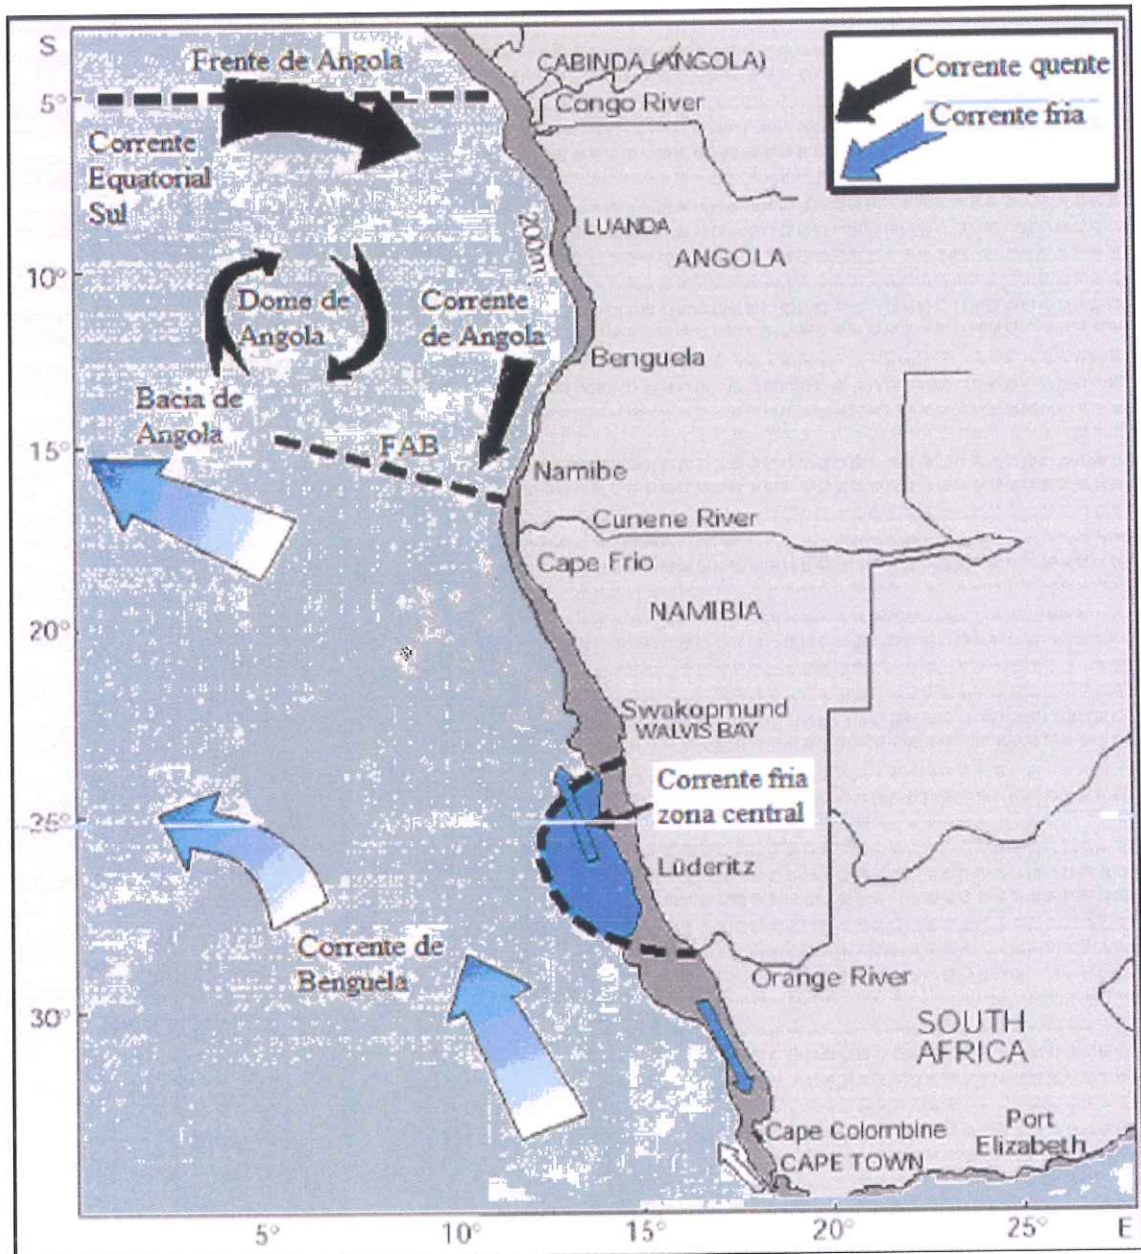 S
Frente de Angola
CABINDA (ANGOLA)
Corrente quente
5°
Congo River
Corrente fria
Corrente
Equatorial
Sul
200m
LUANDA
ANGOLA
10°
Domo de
Angola
Corrente
de Angola
Benguela
Bacia de
Angola
FAB
15°
Namibe
Cunene River
Cape Frio
NAMIBIA
20°
Swakopmund
WALVIS BAY
Corrente fria
zona central
25°
Lüderitz
Corrente de
Benguela
Orange River
30°
SOUTH
AFRICA
Cape Colombine
Port
Elizabeth
CAPE TOWN
5°
10°
15°
20°
25°
E